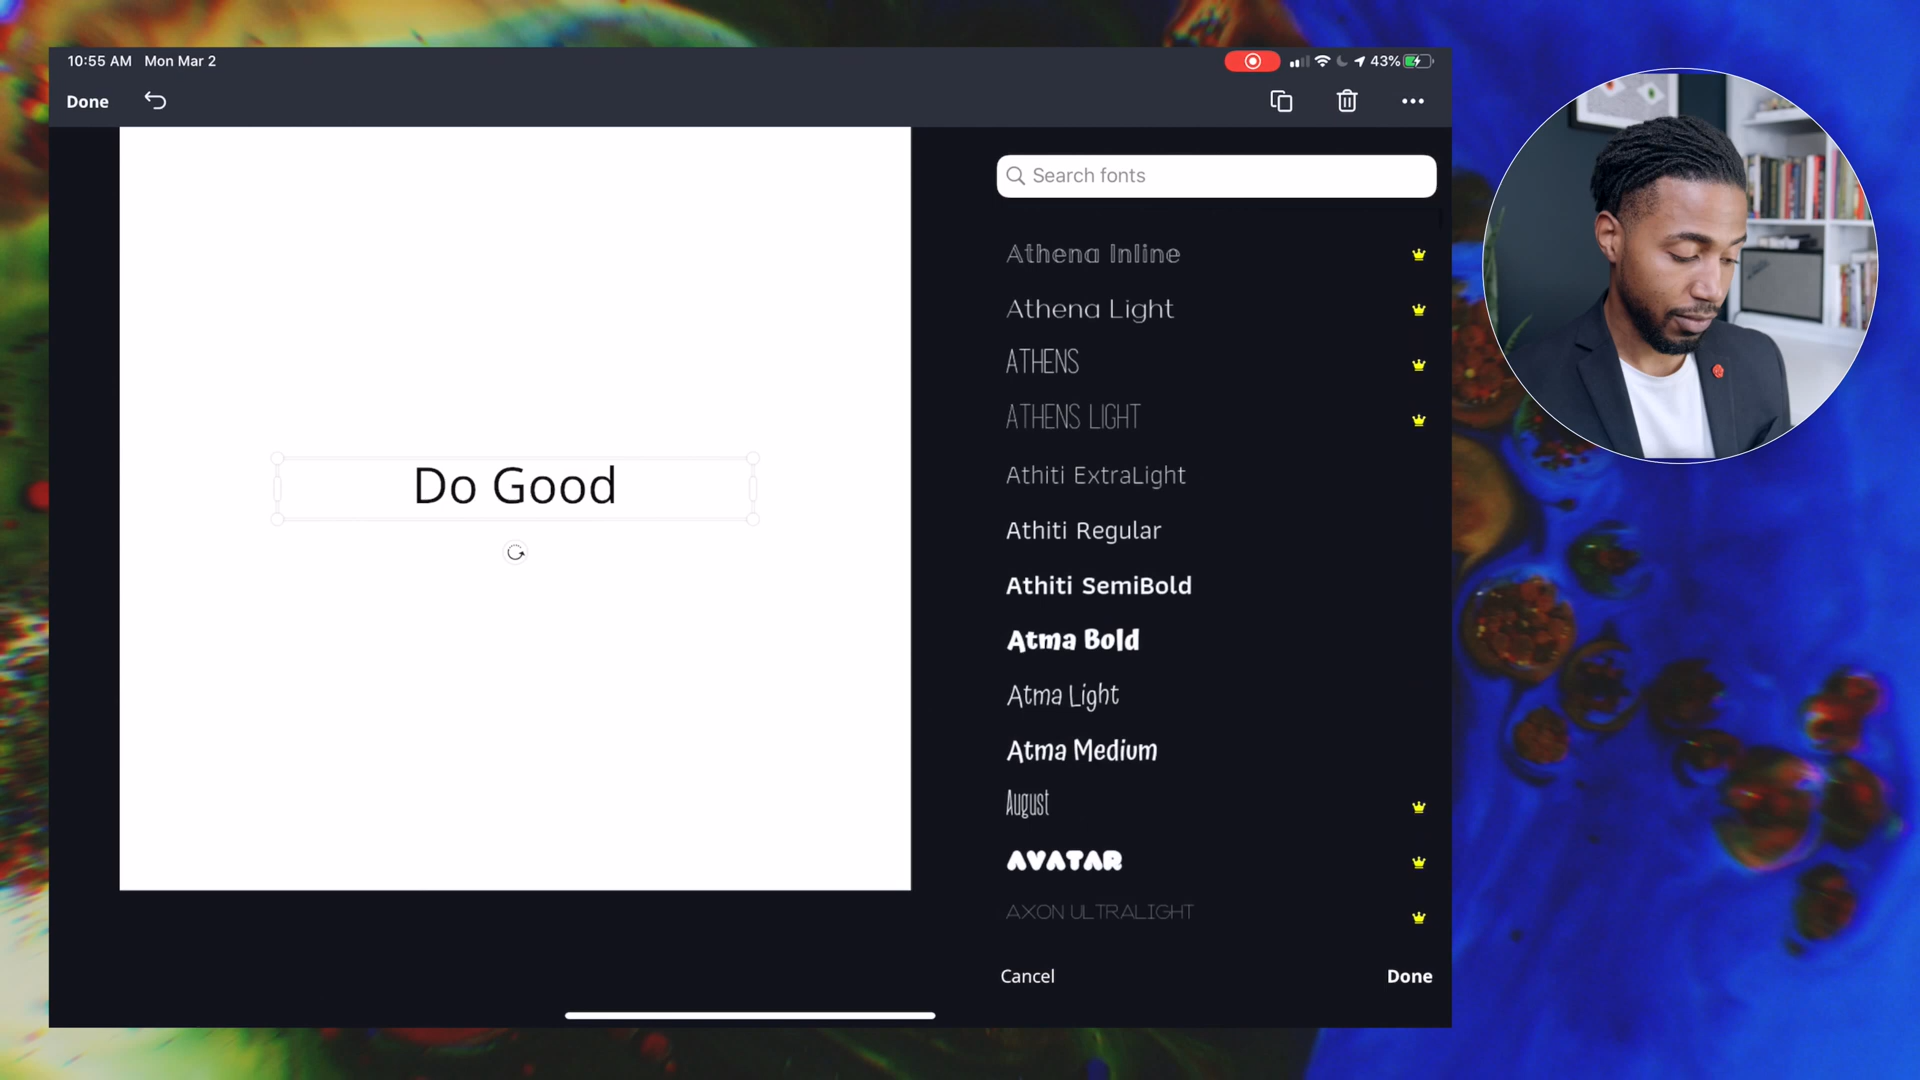 10:55 AM Mon Mar 2
43%
Done
Search fonts
Athena Inline
Athena Light
ATHENS
ATHENS LIGHT
Athiti ExtraLight
Athiti Regular
Athiti SemiBold
Atma Bold
Atma Light
Atma Medium
August
AVATAR
AXON ULTRALIGHT
Cancel
Done
Do Good